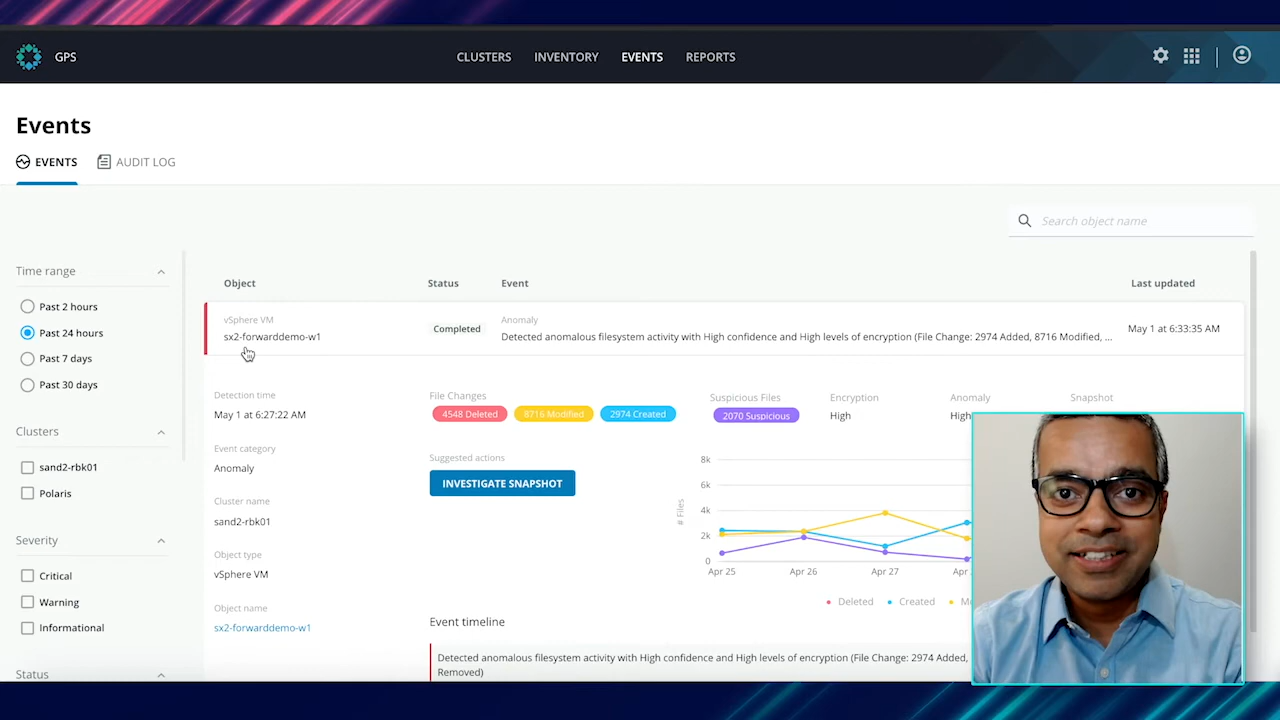 GPS
CLUSTERS INVENTORY EVENTS REPORTS
Events
EVENTS AUDIT LOG
Search object name
Time range
Past 2 hours
Past 24 hours
Past 7 days
Past 30 days
Clusters
sand2-rbk01
Polaris
Severity
Critical
Warning
Informational
Status
Object Status Event Last updated
vSphere VM
sx2-forwarddemo-w1
Completed
Anomaly
Detected anomalous filesystem activity with High confidence and High levels of encryption (File Change: 2974 Added, 8716 Modified, ...
May 1 at 6:33:35 AM
Detection time
May 1 at 6:27:22 AM
Event category
Anomaly
Cluster name
sand2-rbk01
Object type
vSphere VM
Object name
sx2-forwarddemo-w1
File Changes
4548 Deleted 8716 Modified 2974 Created
Suggested actions
INVESTIGATE SNAPSHOT
Suspicious Files
2070 Suspicious
Encryption
High
Anomaly
High
Snapshot
# Files
8k
6k
4k
2k
0
Apr 25 Apr 26 Apr 27 Apr
Deleted Created M
Event timeline
Detected anomalous filesystem activity with High confidence and High levels of encryption (File Change: 2974 Added,
Removed)